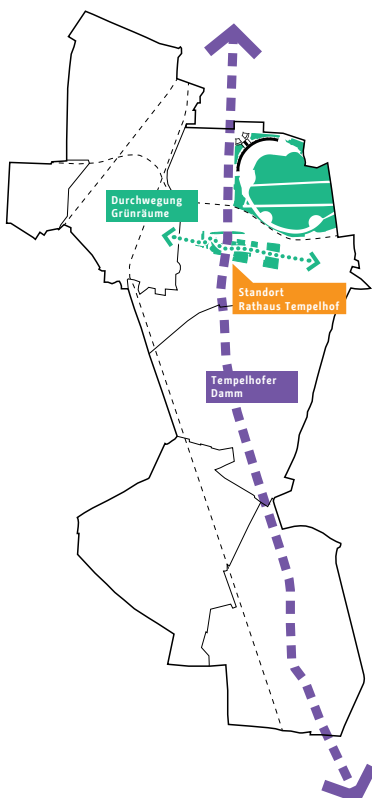 Durchwegung
Grünräume
Standort
Rathaus Tempelhof
Tempelhofer
Damm